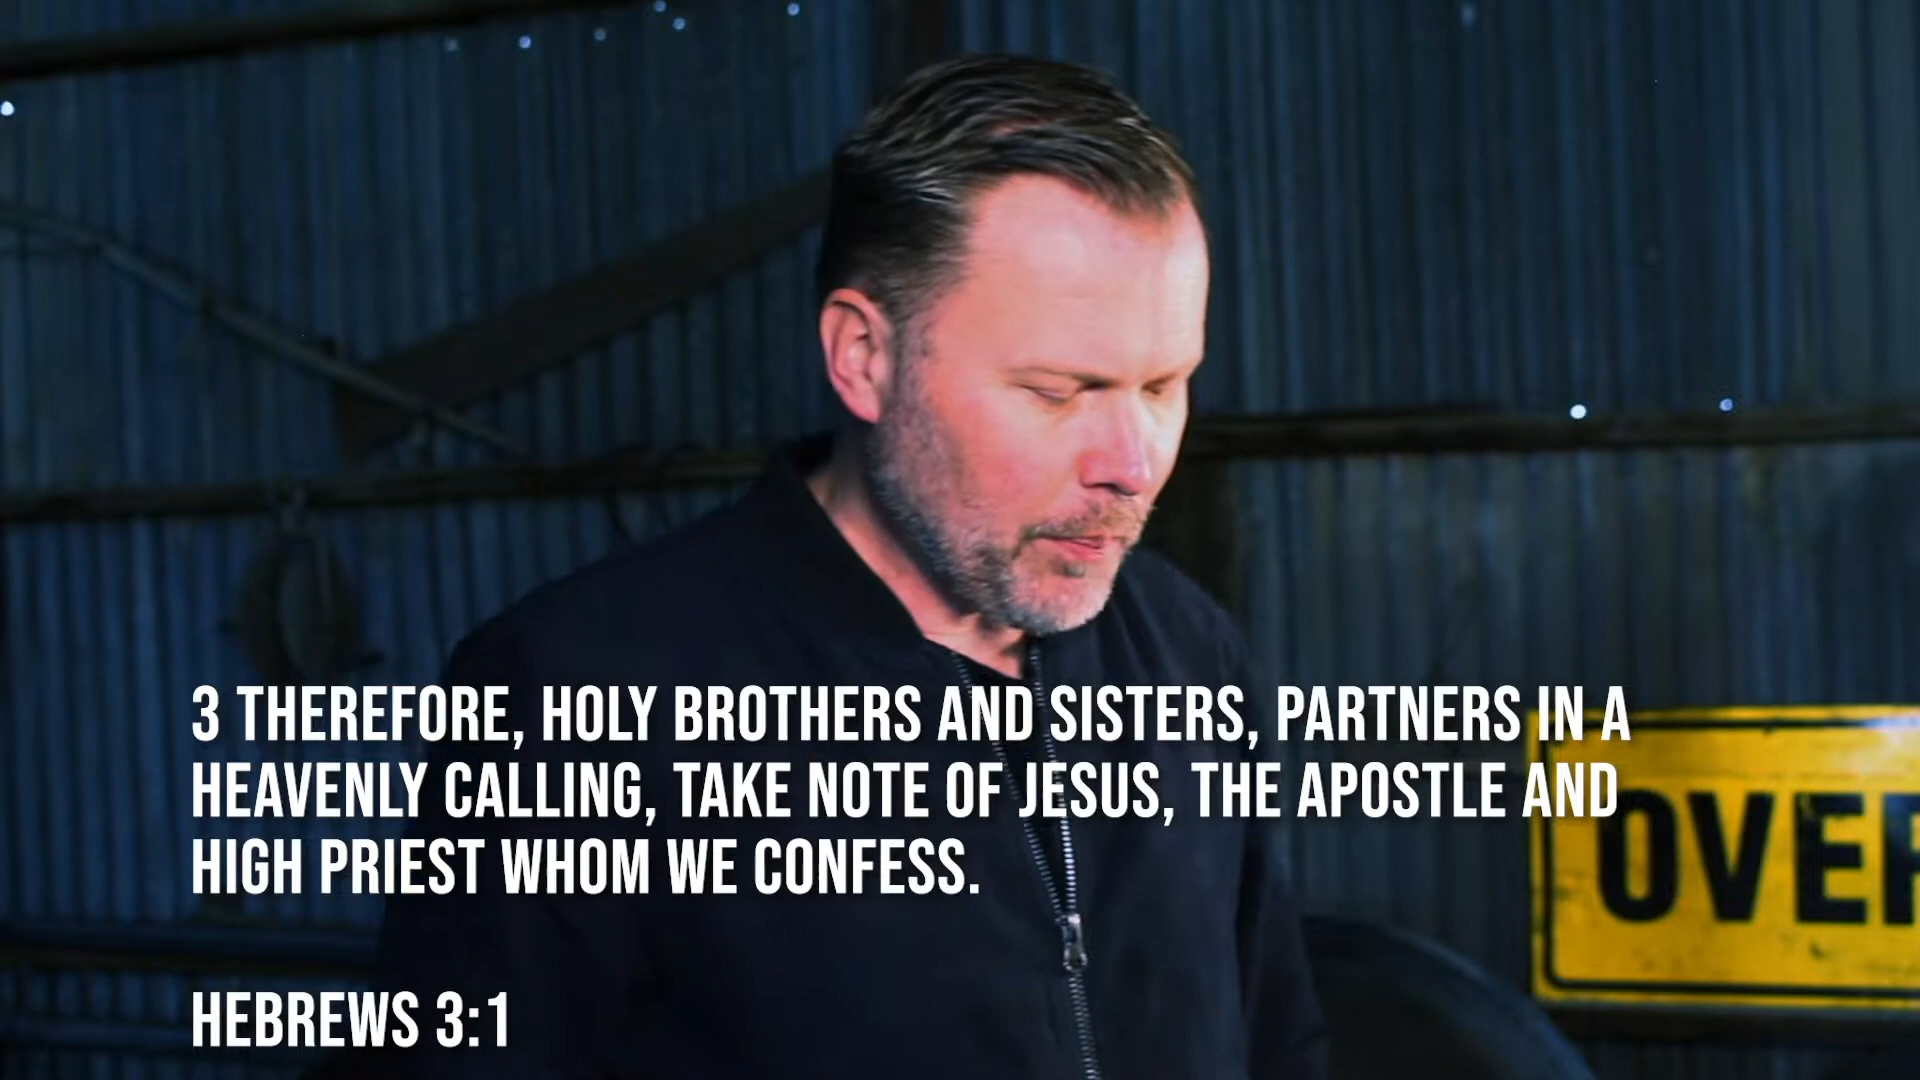 3 THEREFORE, HOLY BROTHERS AND SISTERS, PARTNERS IN A
HEAVENLY CALLING, TAKE NOTE OF JESUS, THE APOSTLE AND
HIGH PRIEST WHOM WE CONFESS.
HEBREWS 3:1
OVER